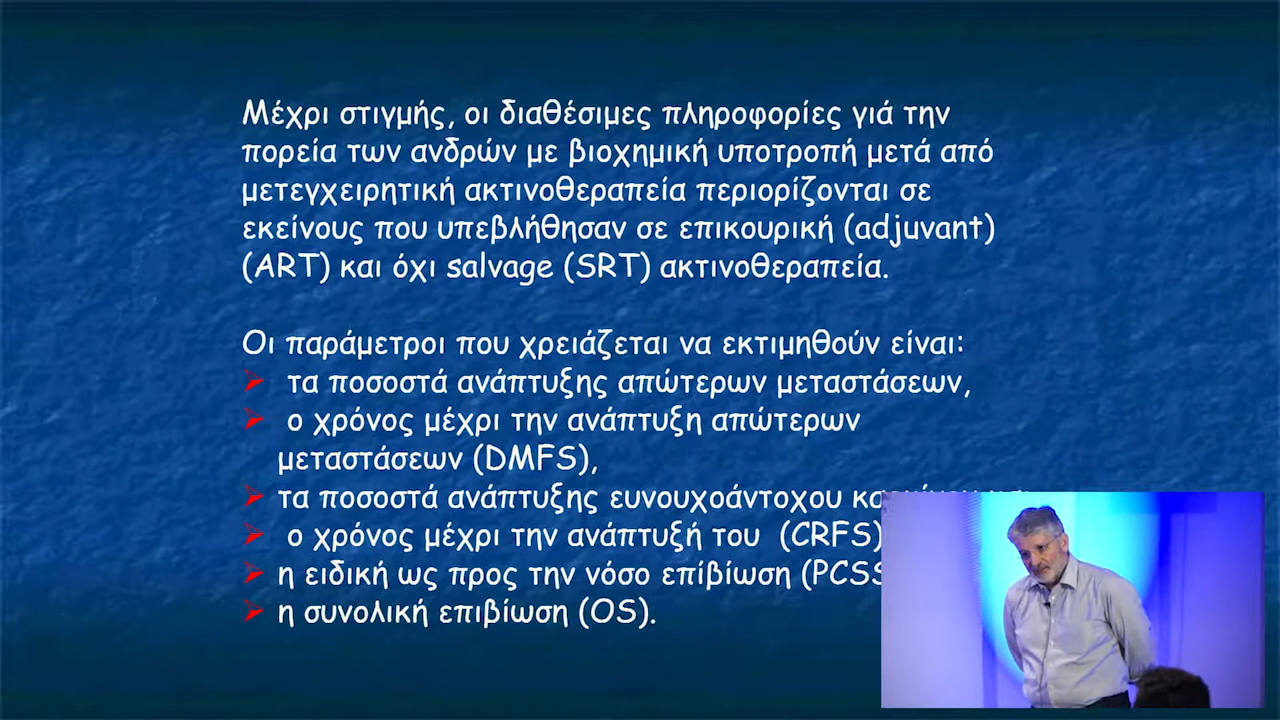 Μέχρι στιγμής, οι διαθέσιμες πληροφορίες γιά την
πορεία των ανδρών με βιοχημική υποτροπή μετά από
μετεγχειρητική ακτινοθεραπεία περιορίζονται σε
εκείνους που υπεβλήθησαν σε επικουρική (adjuvant)
(ART) και όχι salvage (SRT) ακτινοθεραπεία.
Οι παράμετροι που χρειάζεται να εκτιμηθούν είναι:
τα ποσοστά ανάπτυξης απώτερων μεταστάσεων,
ο χρόνος μέχρι την ανάπτυξη απώτερων
μεταστάσεων (DMFS),
τα ποσοστά ανάπτυξης ευνουχοάντοχου
ο χρόνος μέχρι την ανάπτυξή του (CRFS)
η ειδική ως προς την νόσο επίβίωση (PCSS
η συνολική επιβίωση (OS).